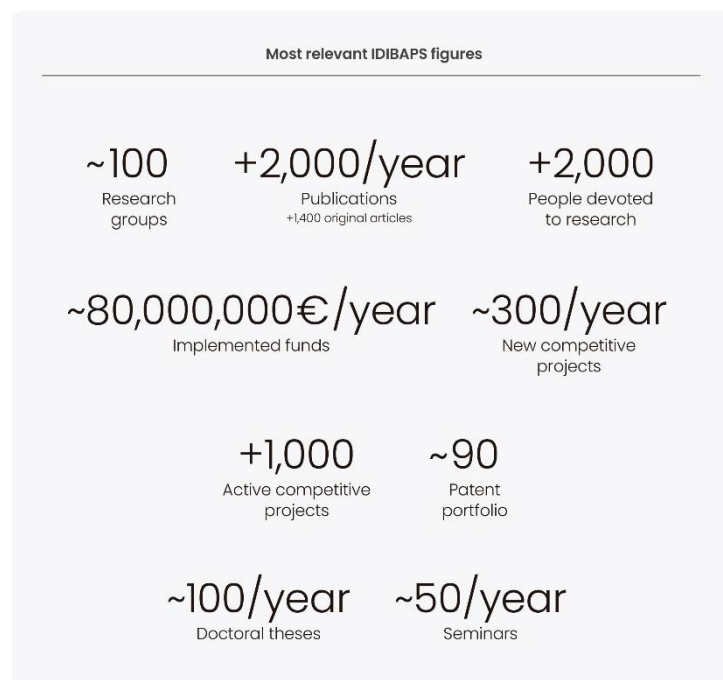 Most relevant IDIBAPS figures
~100
Research
groups
+2,000/year
Publications
+1,400 original articles
+2,000
People devoted
to research
~80,000,000€/year
Implemented funds
~300/year
New competitive
projects
+1,000
Active competitive
projects
~90
Patent
portfolio
~100/year
Doctoral theses
~50/year
Seminars